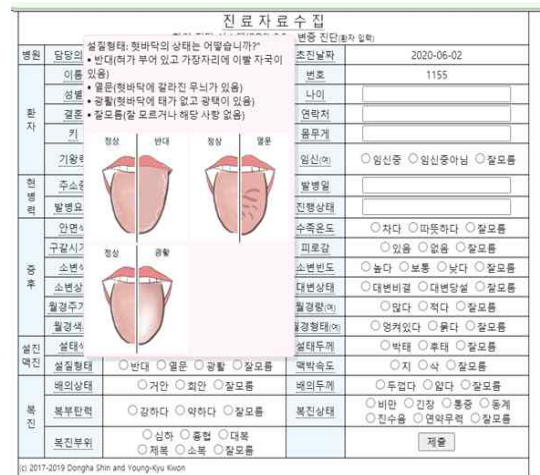 진 료 자 료 수 집
변증 진단(환자 입력)
병원 담당의 초진날짜 2020-06-02
설질형태: 혓바닥의 상태는 어떻습니까?"
▪ 반대(혀가 부어 있고 가장자리에 이빨 자국이
있음)
▪ 열문(혓바닥에 갈라진 무늬가 있음)
▪ 광활(혓바닥에 태가 없고 광택이 있음)
▪ 잘모름(잘 모르거나 해당 사항 없음)
정상 반대 정상 열문
정상 광활
환자
이름 번호 1155
성별 나이
결혼 연락처
키 몸무게
기왕력 임신(여) ○임신중 ○임신중아님 ○잘모름
현병력
주소증 발병일
발병요 진행상태
증후
안면색 수족온도 ○차다 ○따뜻하다 ○잘모름
구갈시기 피로감 ○있음 ○없음 ○잘모름
소변색 소변빈도 ○높다 ○보통 ○낮다 ○잘모름
소변상 대변상태 ○대변비결 ○대변당설 ○잘모름
월경주기 월경량(여) ○많다 ○적다 ○잘모름
월경색 월경형태(여) ○엉켜있다 ○묽다 ○잘모름
설진맥진
설태색 설태두께 ○박태 ○후태 ○잘모름
설질형태 ○반대 ○열문 ○광활 ○잘모름 맥박속도 ○지 ○삭 ○잘모름
복진
배의상태 ○거안 ○희안 ○잘모름 배의두께 ○두껍다 ○얇다 ○잘모름
복부탄력 ○강하다 ○약하다 ○잘모름 복진상태 ○비만 ○긴장 ○통증 ○동계
○진수음 ○연약무력 ○잘모름
복진부위 ○심하 ○흉협 ○대복
○제복 ○소복 ○잘모름
제출
(c) 2017-2019 Dongha Shin and Young-Kyu Kwon